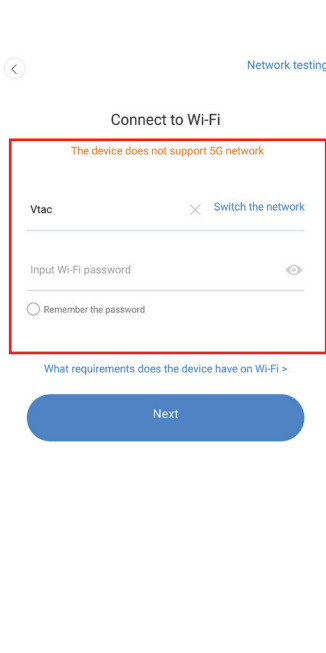 Network testing
Connect to Wi-Fi
The device does not support 5G network
Vtac
Switch the network
Input Wi-Fi password
Remember the password
What requirements does the device have on Wi-Fi >
Next